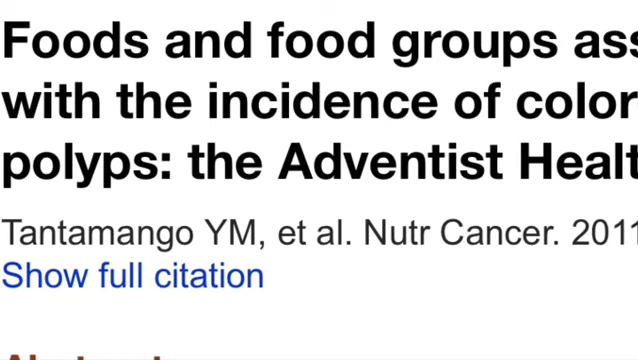 Foods and food groups ass
with the incidence of color
polyps: the Adventist Healt
Tantamango YM, et al. Nutr Cancer. 2011
Show full citation
Abstract